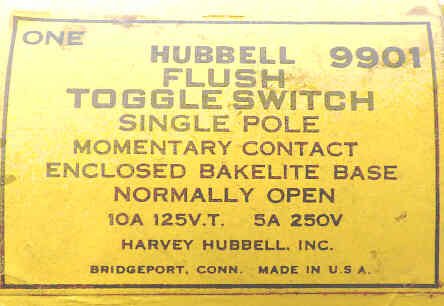 ONE
HUBBELL 9901
FLUSH
TOGGLE SWITCH
SINGLE POLE
MOMENTARY CONTACT
ENCLOSED BAKELITE BASE
NORMALLY OPEN
10A 125V.T. 5A 250V
HARVEY HUBBELL, INC.
BRIDGEPORT, CONN. MADE IN U.S.A.